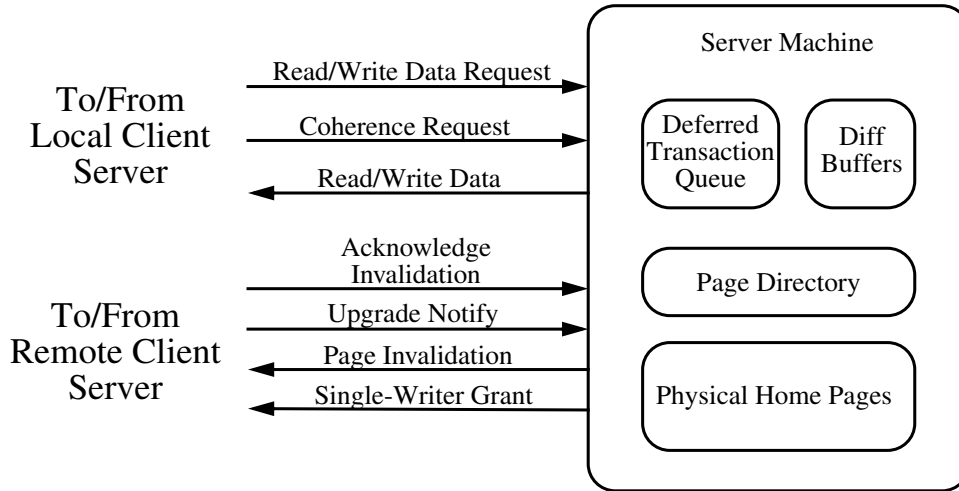 To/From
Local Client
Server
Read/Write Data Request
Coherence Request
Read/Write Data
To/From
Remote Client
Server
Acknowledge
Invalidation
Upgrade Notify
Page Invalidation
Single-Writer Grant
Server Machine
Deferred
Transaction
Queue
Diff
Buffers
Page Directory
Physical Home Pages